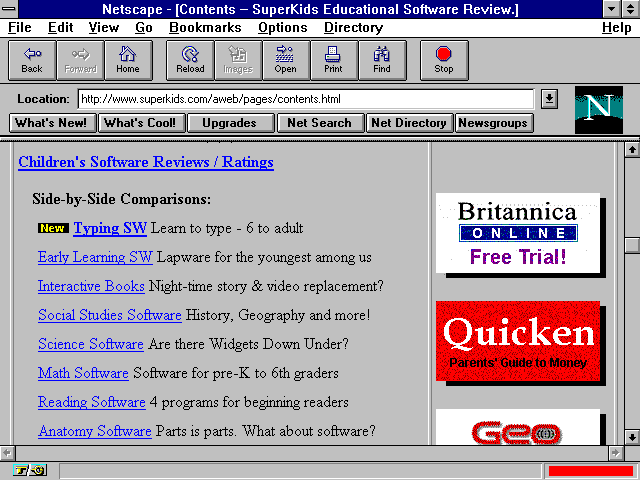 Netscape - [Contents – SuperKids Educational Software Review.]
File Edit View Go Bookmarks Options Directory Help
Back Forward Home Reload Images Open Print Find Stop
Location: http://www.superkids.com/aweb/pages/contents.html
N
What's New! What's Cool! Upgrades Net Search Net Directory Newsgroups
Children's Software Reviews / Ratings
Side-by-Side Comparisons:
New Typing SW Learn to type - 6 to adult
Early Learning SW Lapware for the youngest among us
Interactive Books Night-time story & video replacement?
Social Studies Software History, Geography and more!
Science Software Are there Widgets Down Under?
Math Software Software for pre-K to 6th graders
Reading Software 4 programs for beginning readers
Anatomy Software Parts is parts. What about software?
Britannica
ONLINE
Free Trial!
Quicken
Parents' Guide to Money
Geo